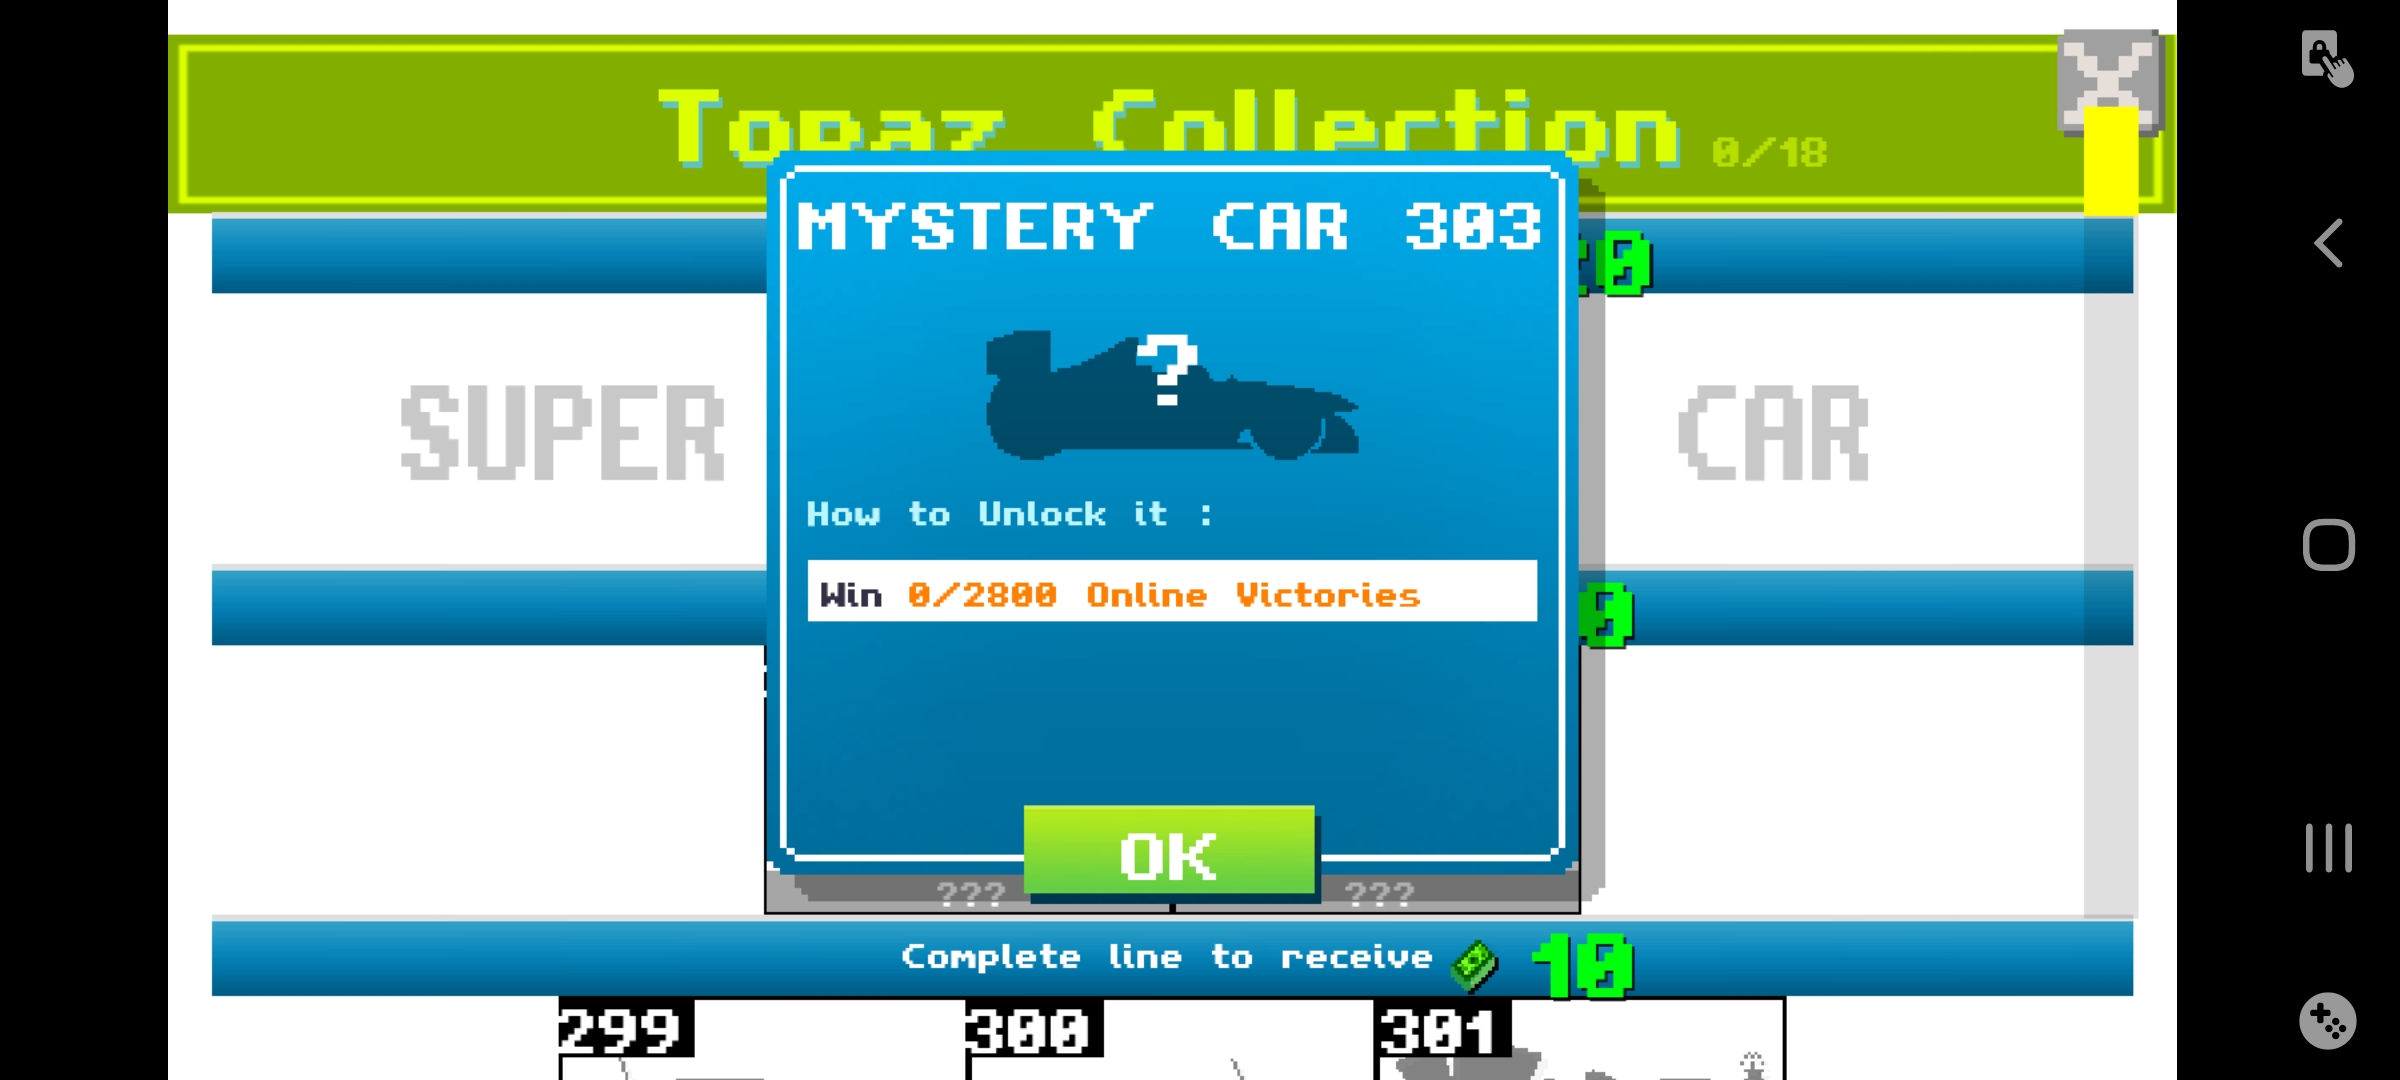 Topaz Collection 0/18
MYSTERY CAR 303
SUPER
?
CAR
How to Unlock it :
Win 0/2800 Online Victories
OK
??? ???
Complete line to receive 10
299 300 301